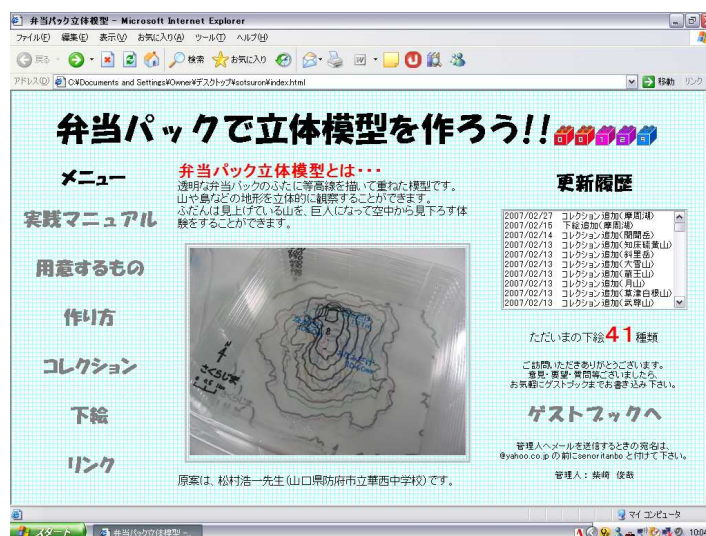 弁当パック立体模型 - Microsoft Internet Explorer
ファイル(F) 編集(E) 表示(V) お気に入り(A) ツール(T) ヘルプ(H)
戻る 検索 お気に入り
アドレス(D) C:¥Documents and Settings¥Owner¥デスクトップ¥sotsuron¥index.html 移動 リンク
弁当パックで立体模型を作ろう!!
メニュー
実践マニュアル
用意するもの
作り方
コレクション
下絵
リンク
弁当パック立体模型とは・・・
透明な弁当パックのふたに等高線を描いて重ねた模型です。
山や島などの地形を立体的に観察することができます。
ふだんは見上げている山を、巨人になって空中から見下ろす体
験をすることができます。
さくらじま
原案は、松村浩一先生(山口県防府市立華西中学校)です。
更新履歴
2007/02/27 コレクション追加(摩周湖)
2007/02/15 下絵追加(摩周湖)
2007/02/14 コレクション追加(開聞岳)
2007/02/13 コレクション追加(知床硫黄山)
2007/02/13 コレクション追加(斜里岳)
2007/02/13 コレクション追加(大雪山)
2007/02/13 コレクション追加(蔵王山)
2007/02/13 コレクション追加(月山)
2007/02/13 コレクション追加(草津白根山)
2007/02/13 コレクション追加(武尊山)
ただいまの下絵41種類
ご訪問いただきありがとうございます。
意見・要望・質問等ございましたら、
お気軽にゲストブックまでお書き込み下さい。
ゲストブックへ
管理人へメールを送信するときの宛名は、
@yahoo.co.jp の前にsenoritanbo と付けて下さい。
管理人: 柴崎 俊哉
マイ コンピュータ
スタート 弁当パック立体模型 -
10:04